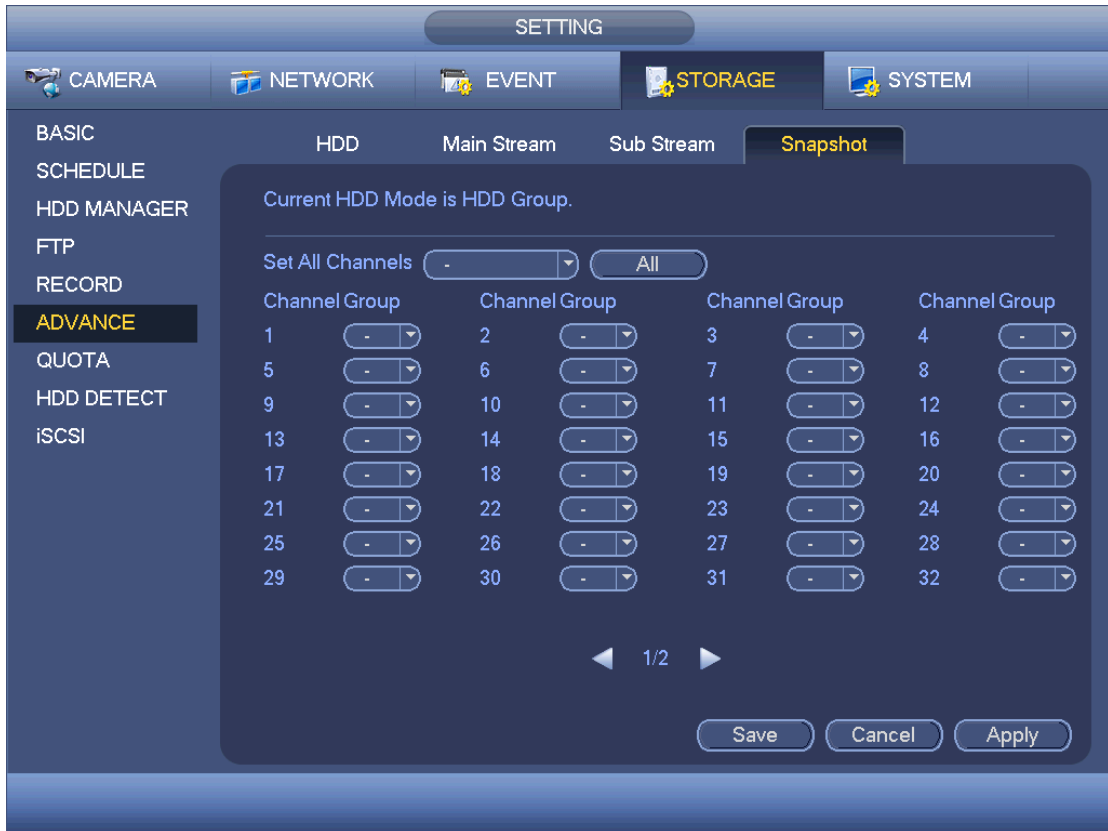 SETTING
CAMERA NETWORK EVENT STORAGE SYSTEM
BASIC
SCHEDULE
HDD MANAGER
FTP
RECORD
ADVANCE
QUOTA
HDD DETECT
iSCSI
HDD Main Stream Sub Stream Snapshot
Current HDD Mode is HDD Group.
Set All Channels - All
Channel Group Channel Group Channel Group Channel Group
1 - 2 - 3 - 4 -
5 - 6 - 7 - 8 -
9 - 10 - 11 - 12 -
13 - 14 - 15 - 16 -
17 - 18 - 19 - 20 -
21 - 22 - 23 - 24 -
25 - 26 - 27 - 28 -
29 - 30 - 31 - 32 -
1/2
Save Cancel Apply